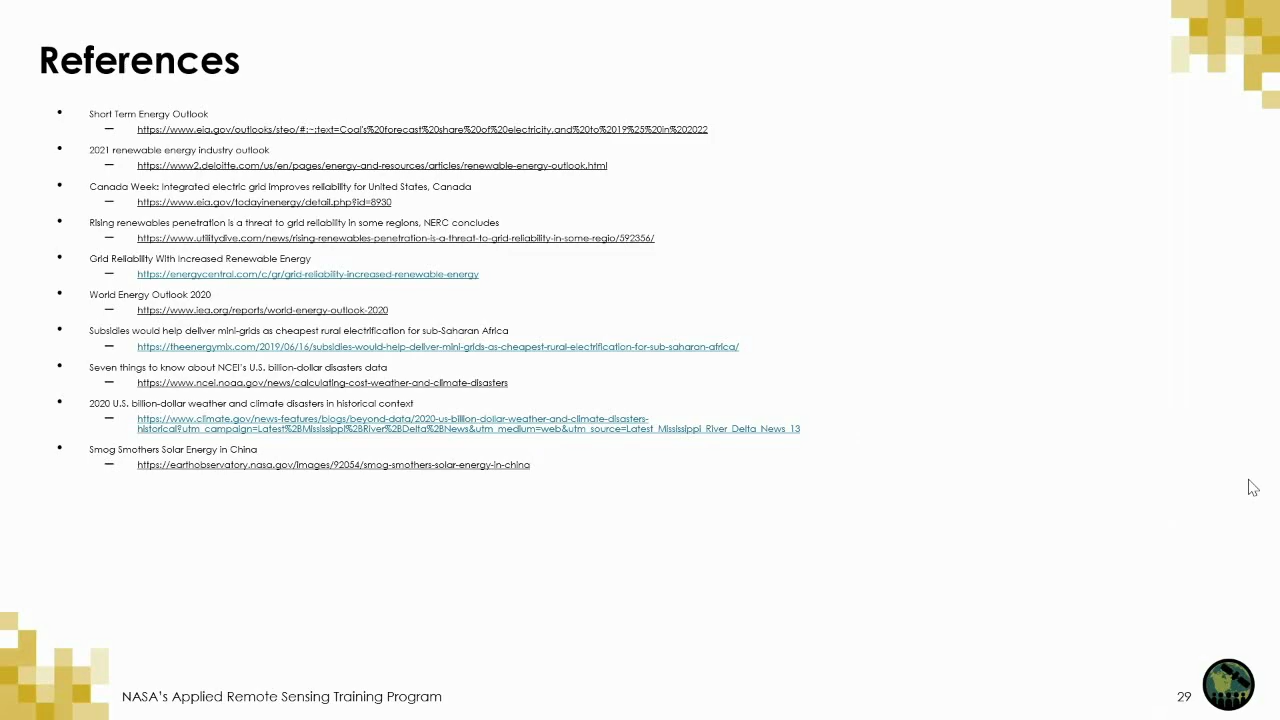 References
• Short Term Energy Outlook
– https://www.eia.gov/outlooks/steo/#:~:text=Coal's%20forecast%20share%20of%20electricity,and%20to%2019%25%20in%202022
• 2021 renewable energy industry outlook
– https://www2.deloitte.com/us/en/pages/energy-and-resources/articles/renewable-energy-outlook.html
• Canada Week: Integrated electric grid improves reliability for United States, Canada
– https://www.eia.gov/todayinenergy/detail.php?id=8930
• Rising renewables penetration is a threat to grid reliability in some regions, NERC concludes
– https://www.utilitydive.com/news/rising-renewables-penetration-is-a-threat-to-grid-reliability-in-some-regio/592356/
• Grid Reliability With Increased Renewable Energy
– https://energycentral.com/c/gr/grid-reliability-increased-renewable-energy
• World Energy Outlook 2020
– https://www.iea.org/reports/world-energy-outlook-2020
• Subsidies would help deliver mini-grids as cheapest rural electrification for sub-Saharan Africa
– https://theenergymix.com/2019/06/16/subsidies-would-help-deliver-mini-grids-as-cheapest-rural-electrification-for-sub-saharan-africa/
• Seven things to know about NCEI's U.S. billion-dollar disasters data
– https://www.ncei.noaa.gov/news/calculating-cost-weather-and-climate-disasters
• 2020 U.S. billion-dollar weather and climate disasters in historical context
– https://www.climate.gov/news-features/blogs/beyond-data/2020-us-billion-dollar-weather-and-climate-disasters-
historical?utm_campaign=Latest%2BMississippi%2BRiver%2BDelta%2BNews&utm_medium=web&utm_source=Latest_Mississippi_River_Delta_News_13
• Smog Smothers Solar Energy in China
– https://earthobservatory.nasa.gov/images/92054/smog-smothers-solar-energy-in-china
NASA's Applied Remote Sensing Training Program
29